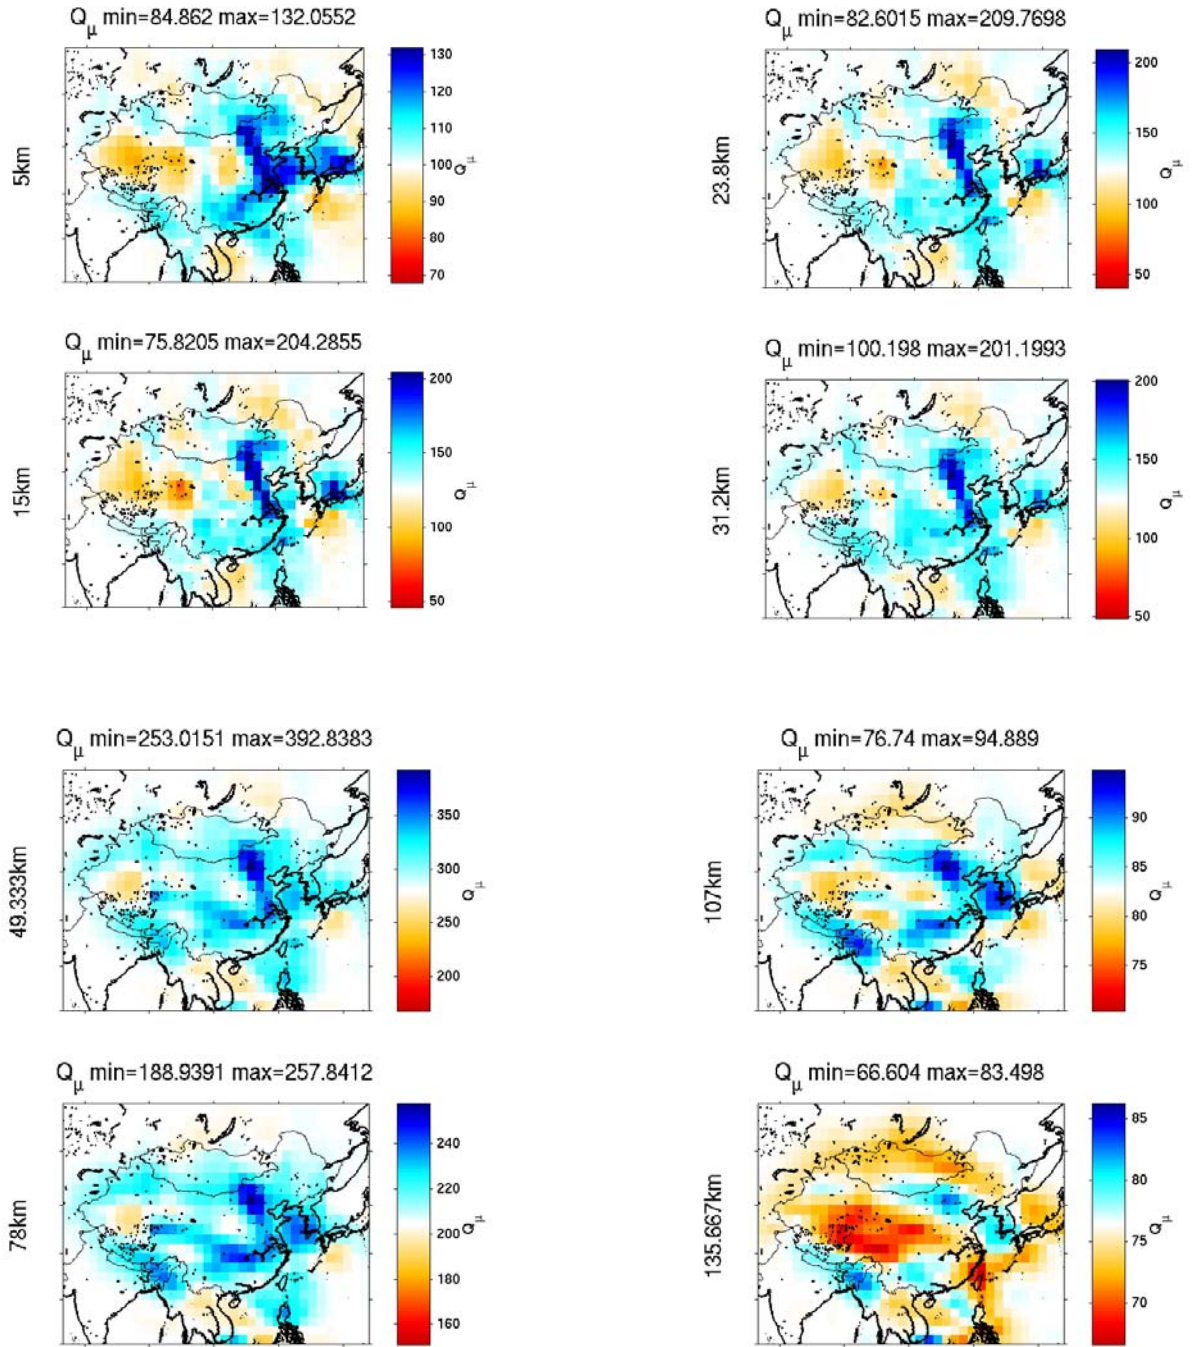 Qμ min=84.862 max=132.0552
5km
130
120
110
100
90
80
70
Qμ
Qμ min=82.6015 max=209.7698
23.8km
200
150
100
50
Qμ
Qμ min=75.8205 max=204.2855
15km
200
150
100
50
Qμ
Qμ min=100.198 max=201.1993
31.2km
200
150
100
50
Qμ
Qμ min=253.0151 max=392.8383
49.333km
350
300
250
200
Qμ
Qμ min=76.74 max=94.889
107km
90
85
80
75
Qμ
Qμ min=188.9391 max=257.8412
78km
240
220
200
180
160
Qμ
Qμ min=66.604 max=83.498
135.667km
85
80
75
70
Qμ